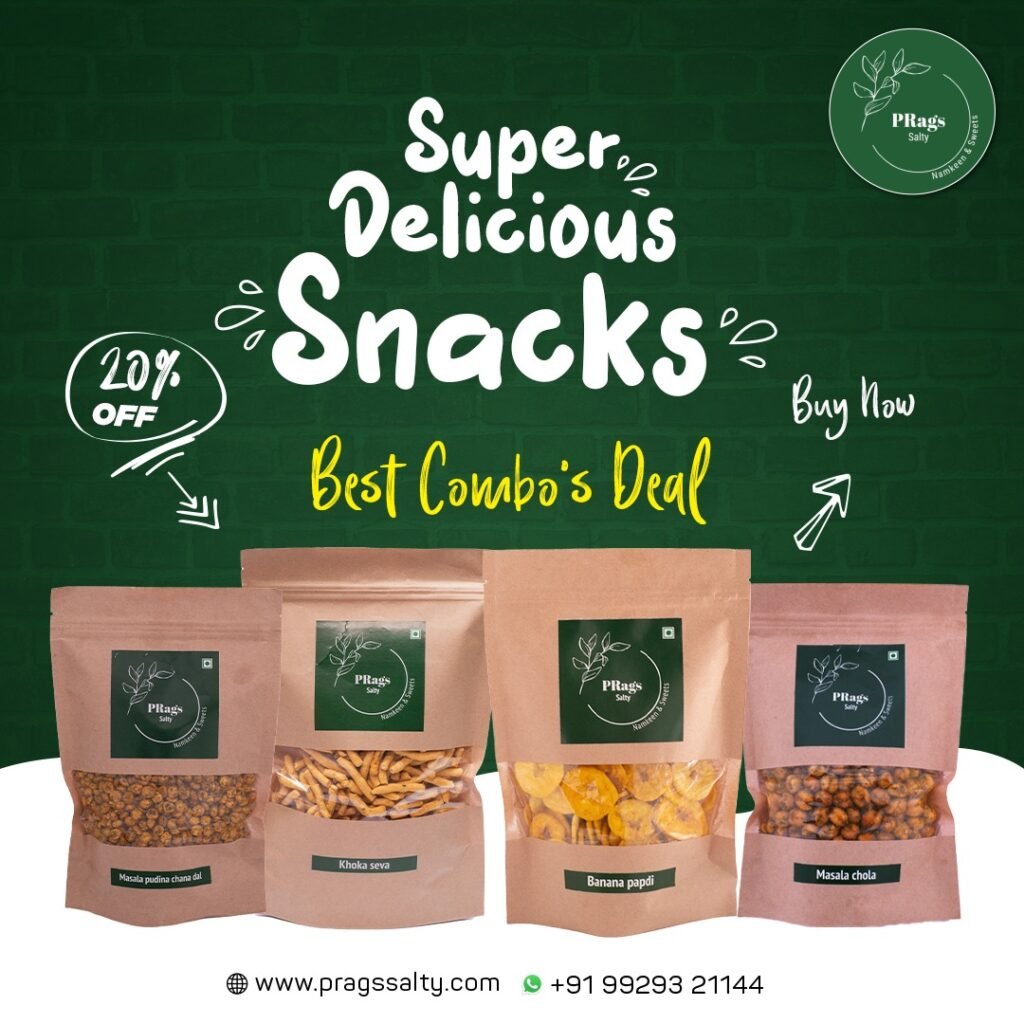 PRags
Salty
Namkeen & Sweets
Super
Delicious
Snacks
20%
OFF
Buy Now
Best Combo's Deal
PRags
Salty
Namkeen & Sweets
Masala pudina chana dal
PRags
Salty
Namkeen & Sweets
Khoka seva
PRags
Salty
Namkeen & Sweets
Banana papdi
PRags
Salty
Namkeen & Sweets
Masala chola
www.pragssalty.com
+91 99293 21144